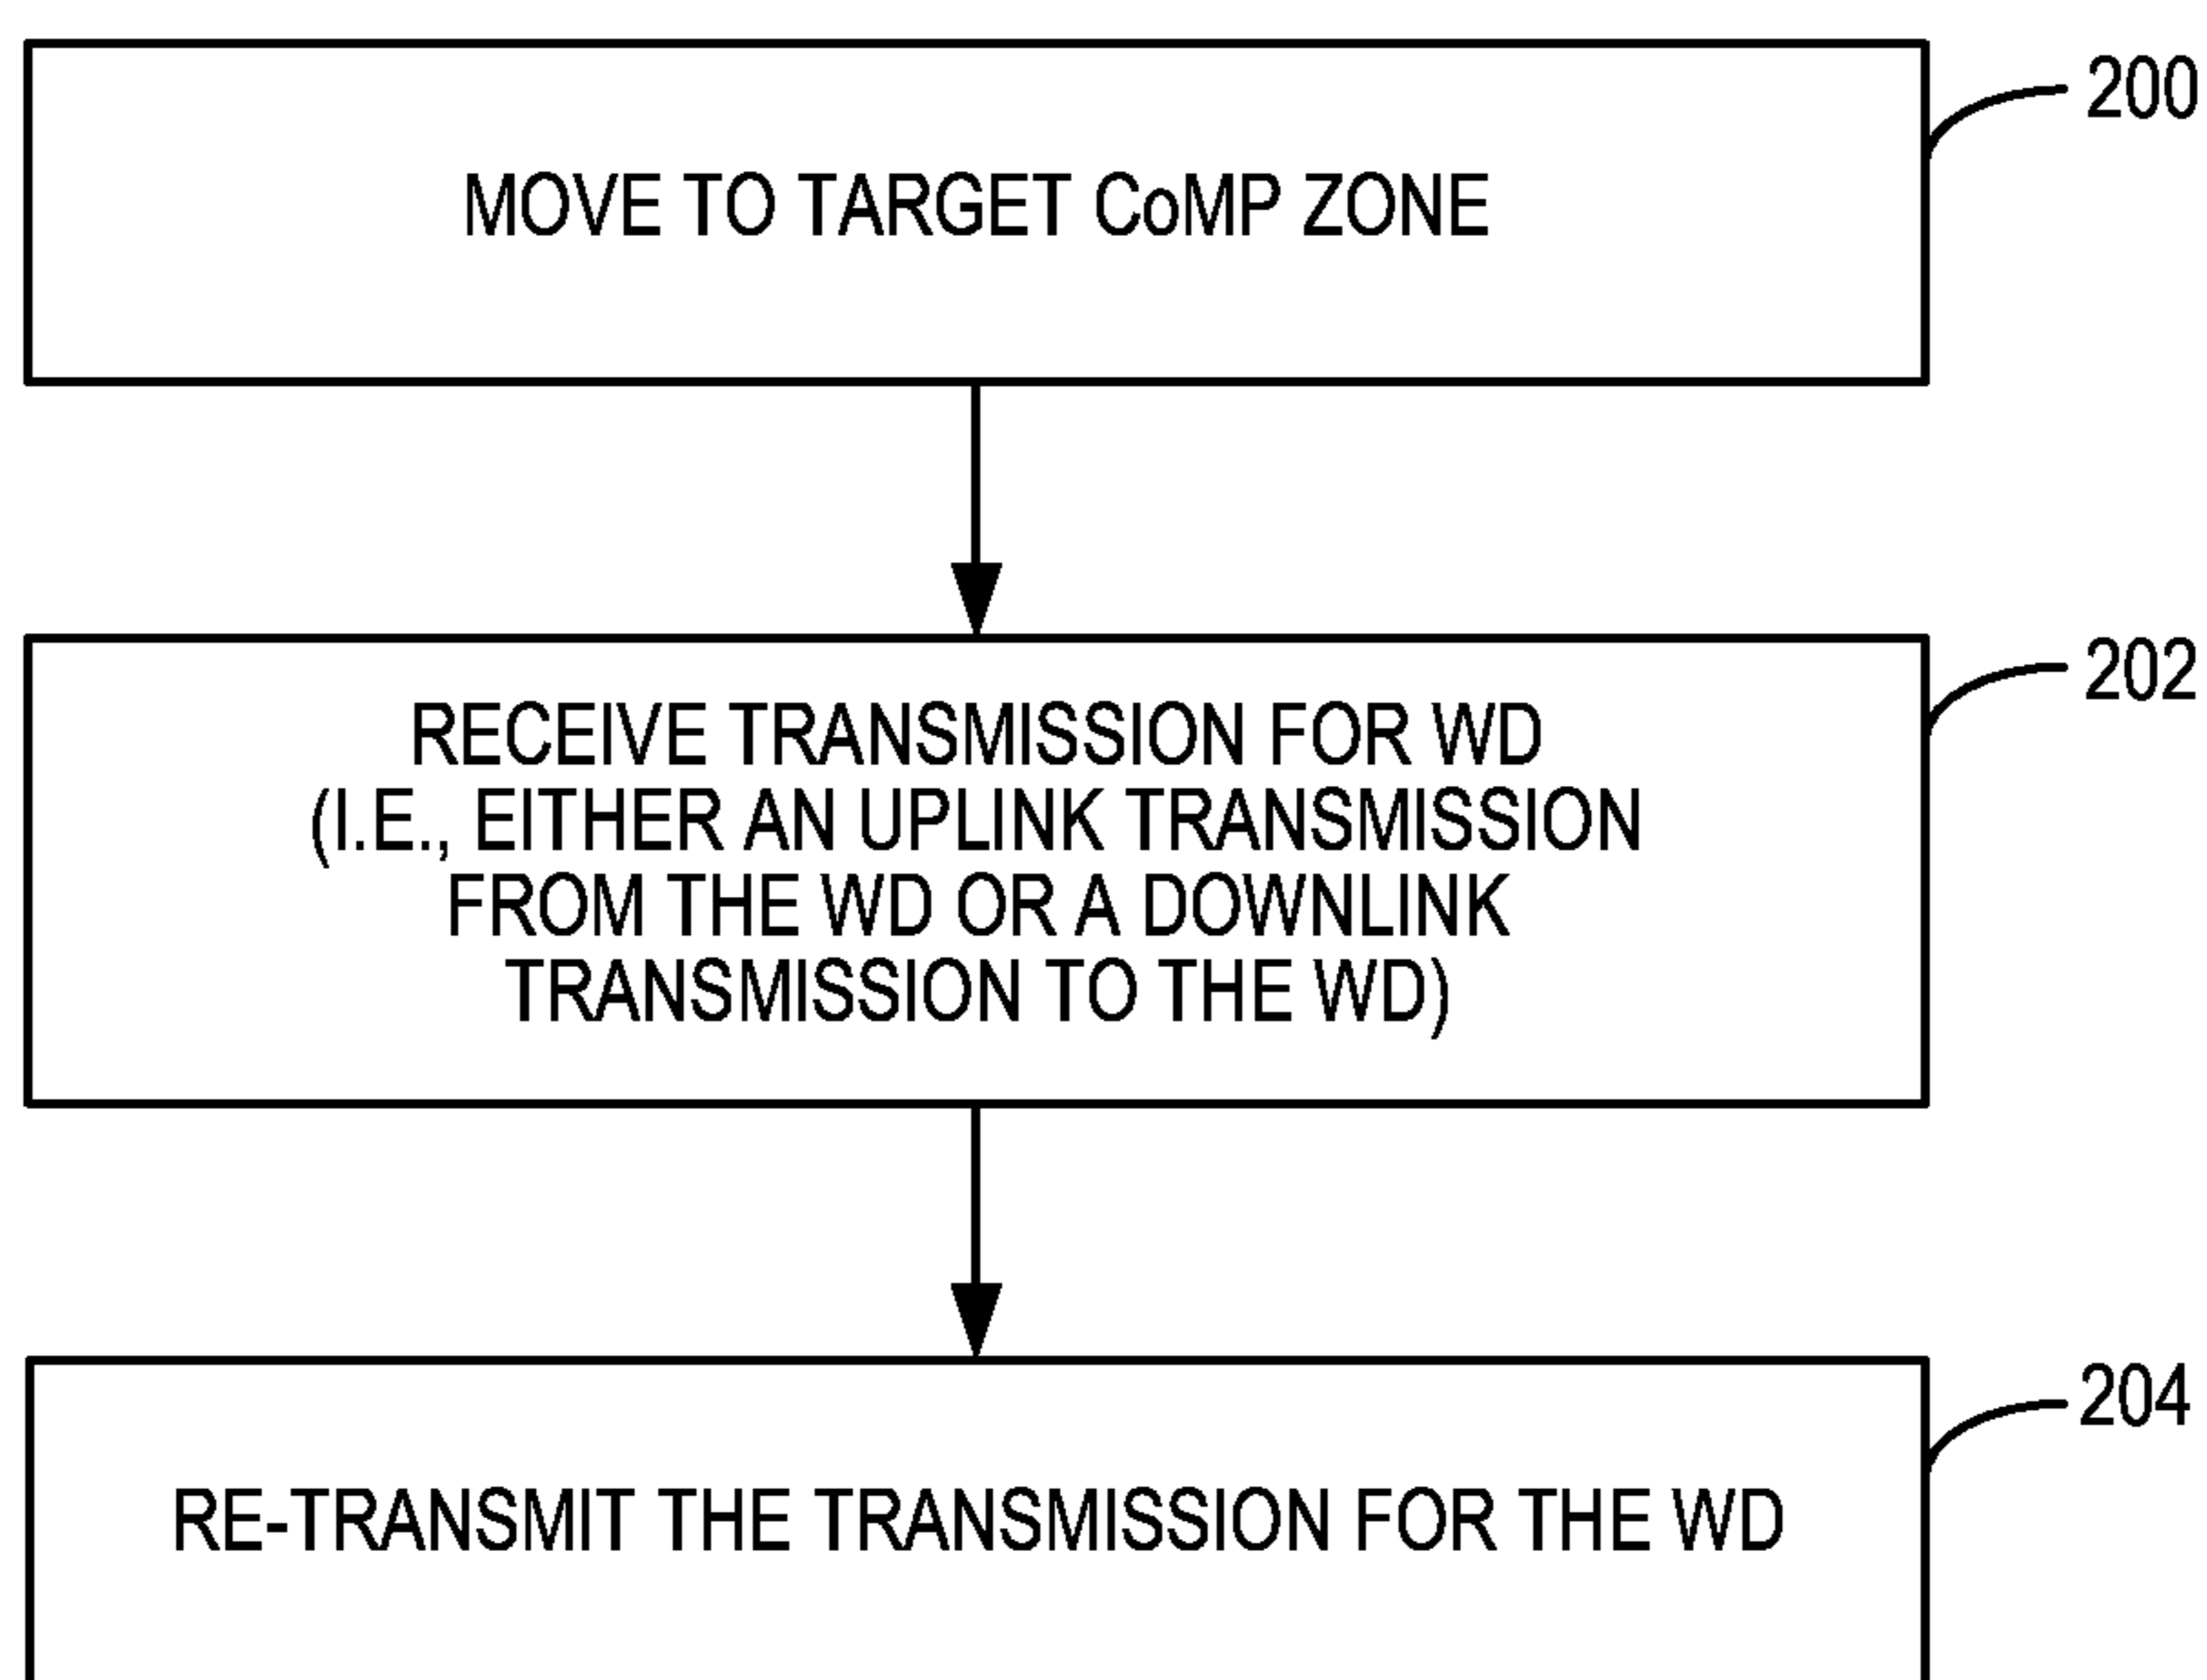 200
MOVE TO TARGET CoMP ZONE
202
RECEIVE TRANSMISSION FOR WD
(I.E., EITHER AN UPLINK TRANSMISSION
FROM THE WD OR A DOWNLINK
TRANSMISSION TO THE WD)
204
RE-TRANSMIT THE TRANSMISSION FOR THE WD